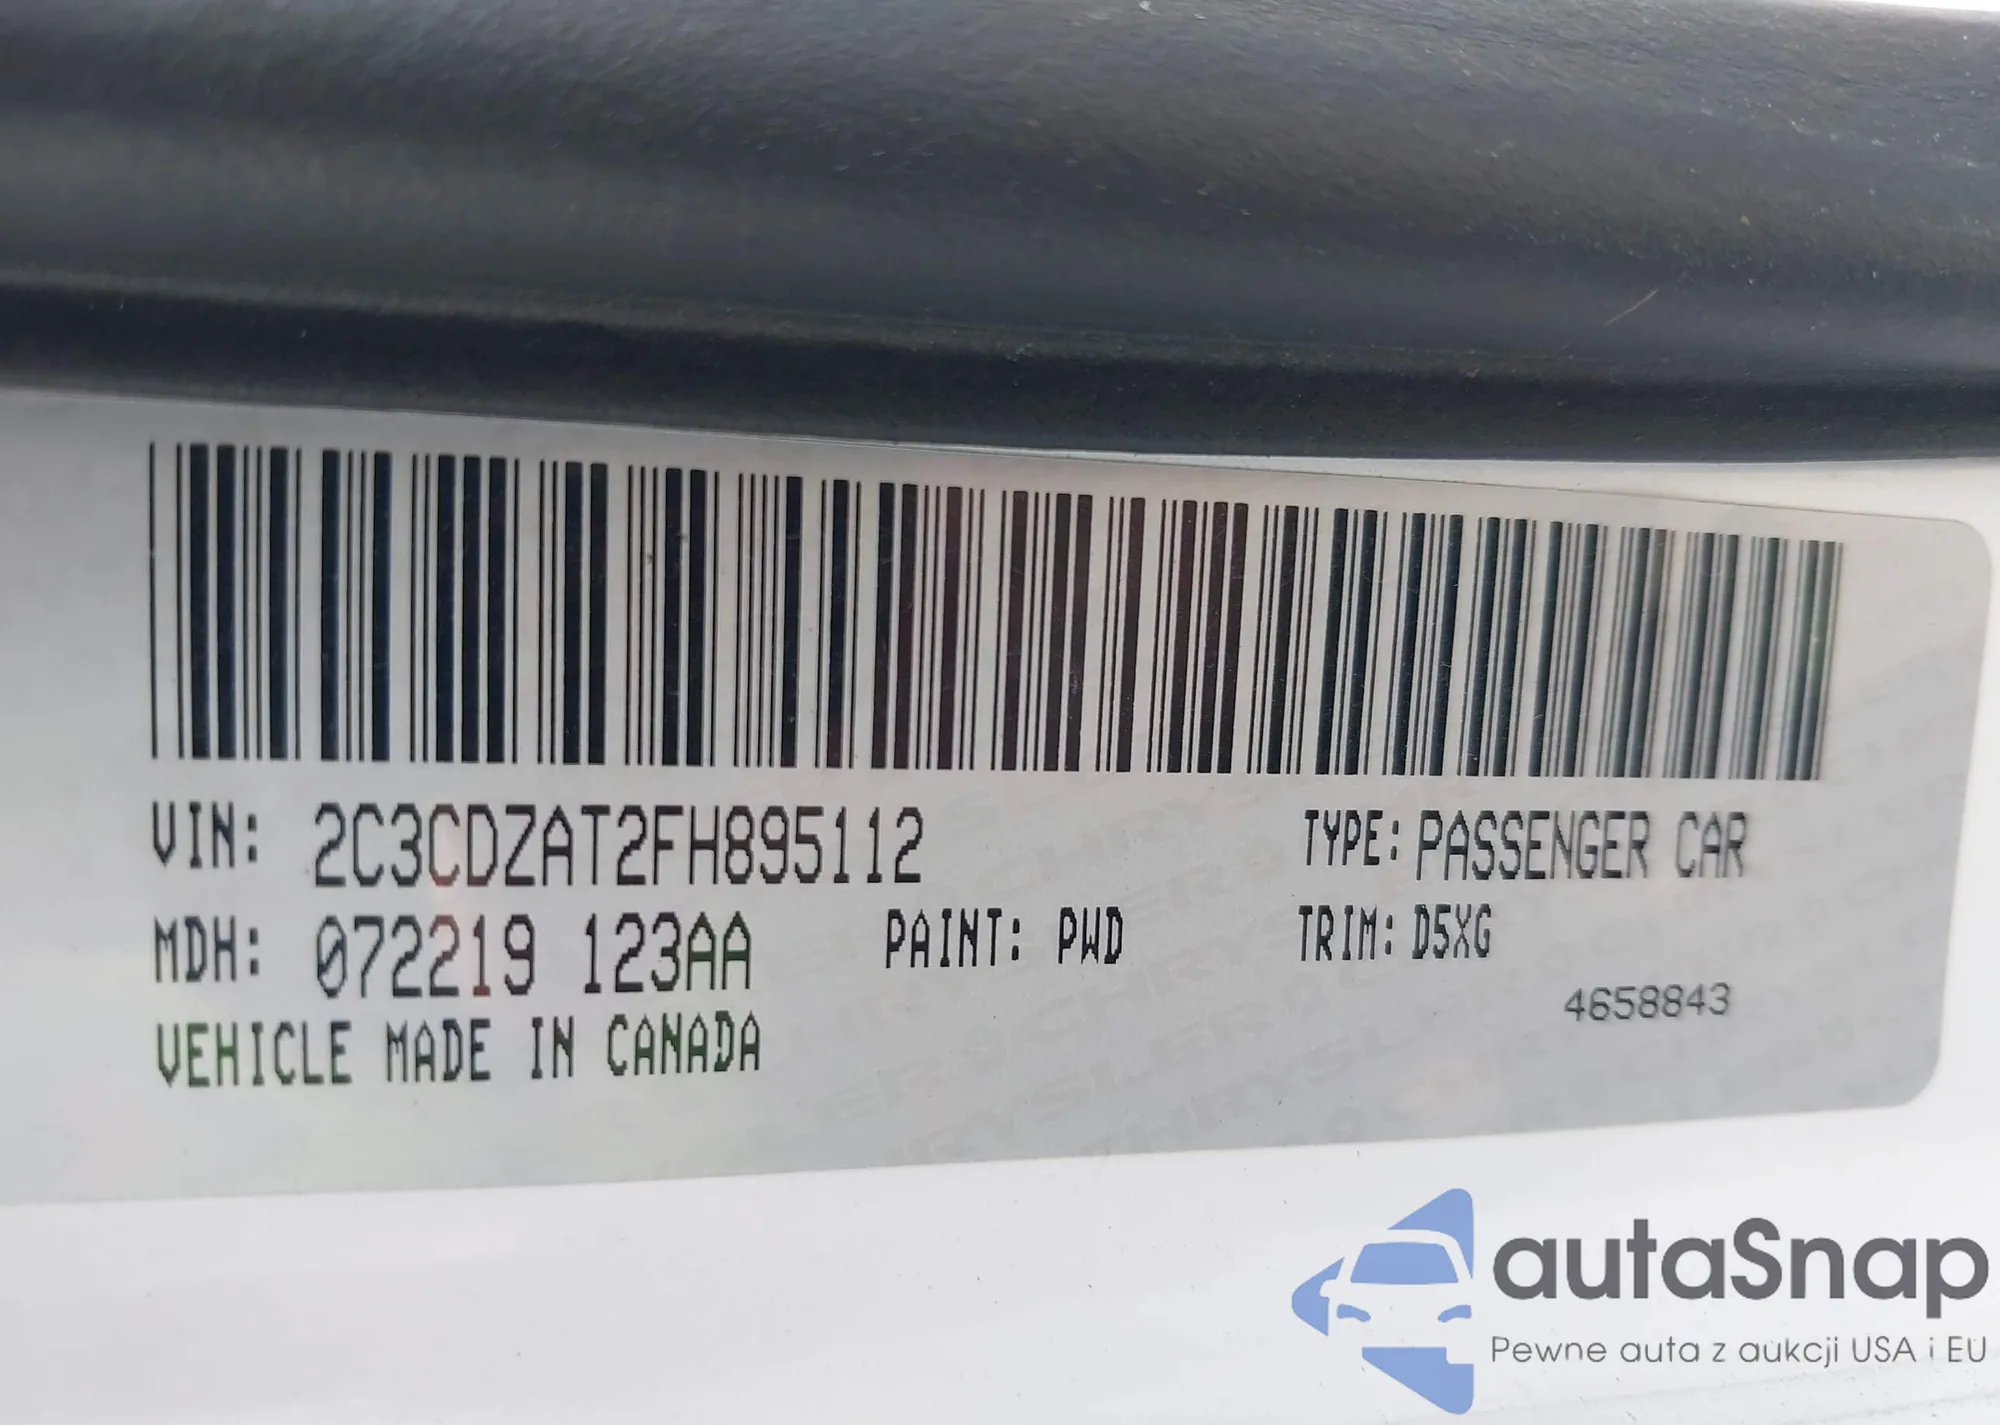 VIN: 2C3CDZAT2FH895112 TYPE: PASSENGER CAR
MDH: 072219 123AA PAINT: PWD TRIM: D5XG
4658843
VEHICLE MADE IN CANADA
autaSnap
Pewne auta z aukcji USA i EU